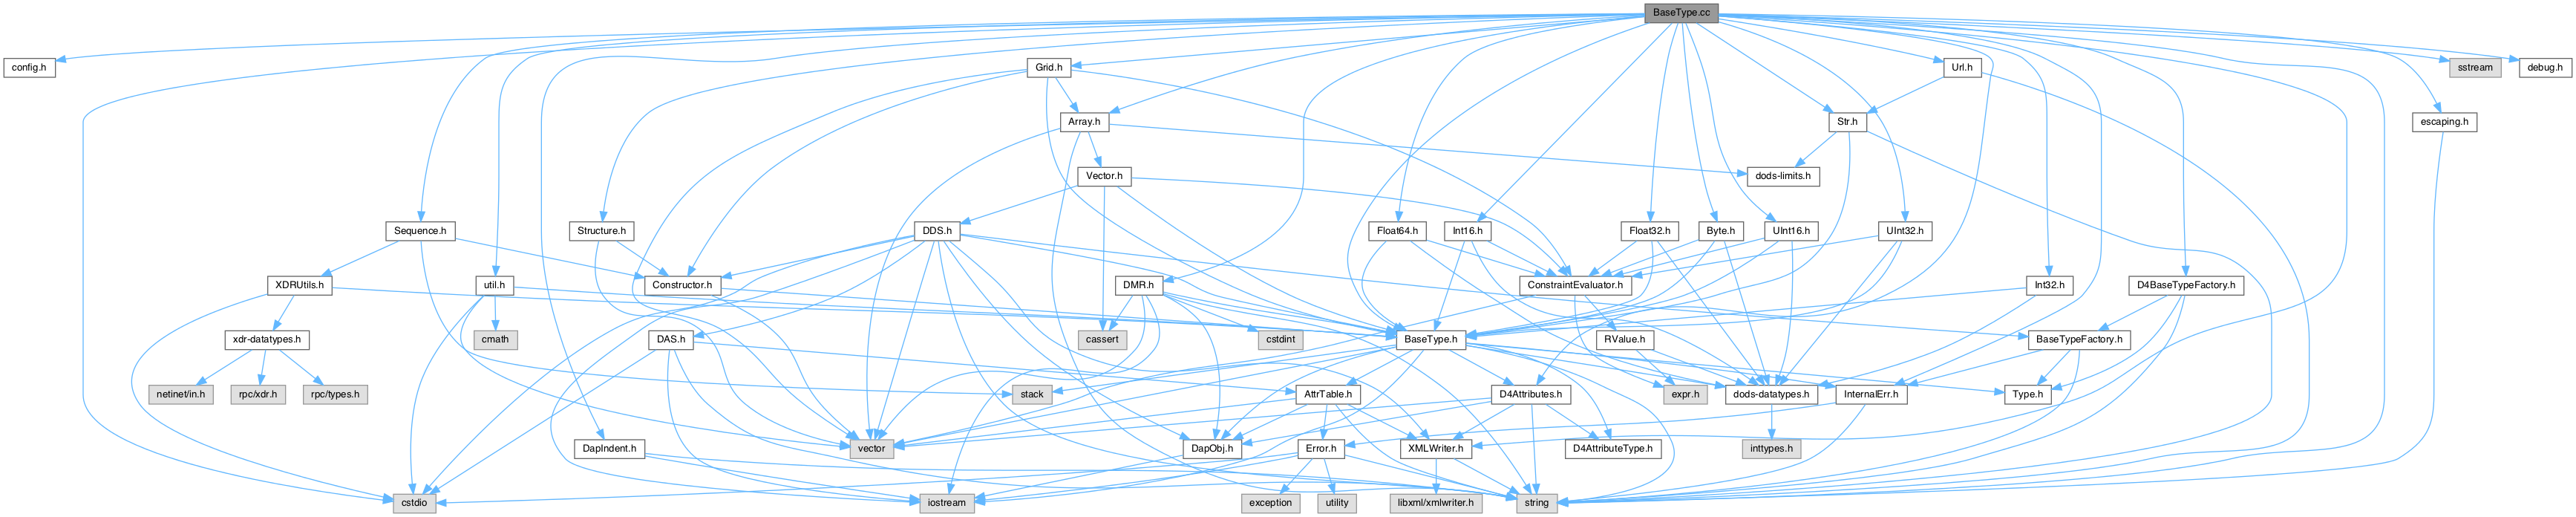 BaseType.cc
config.h
Grid.h
Url.h
sstream
debug.h
Array.h
Str.h
escaping.h
Vector.h
dods-limits.h
Sequence.h
Structure.h
DDS.h
Float64.h
Int16.h
Float32.h
Byte.h
UInt16.h
UInt32.h
XDRUtils.h
util.h
Constructor.h
DMR.h
ConstraintEvaluator.h
Int32.h
D4BaseTypeFactory.h
xdr-datatypes.h
cmath
DAS.h
cassert
cstdint
BaseType.h
RValue.h
BaseTypeFactory.h
netinet/in.h
rpc/xdr.h
rpc/types.h
stack
AttrTable.h
D4Attributes.h
expr.h
dods-datatypes.h
InternalErr.h
Type.h
DapIndent.h
vector
DapObj.h
Error.h
XMLWriter.h
D4AttributeType.h
inttypes.h
cstdio
iostream
exception
utility
libxml/xmlwriter.h
string